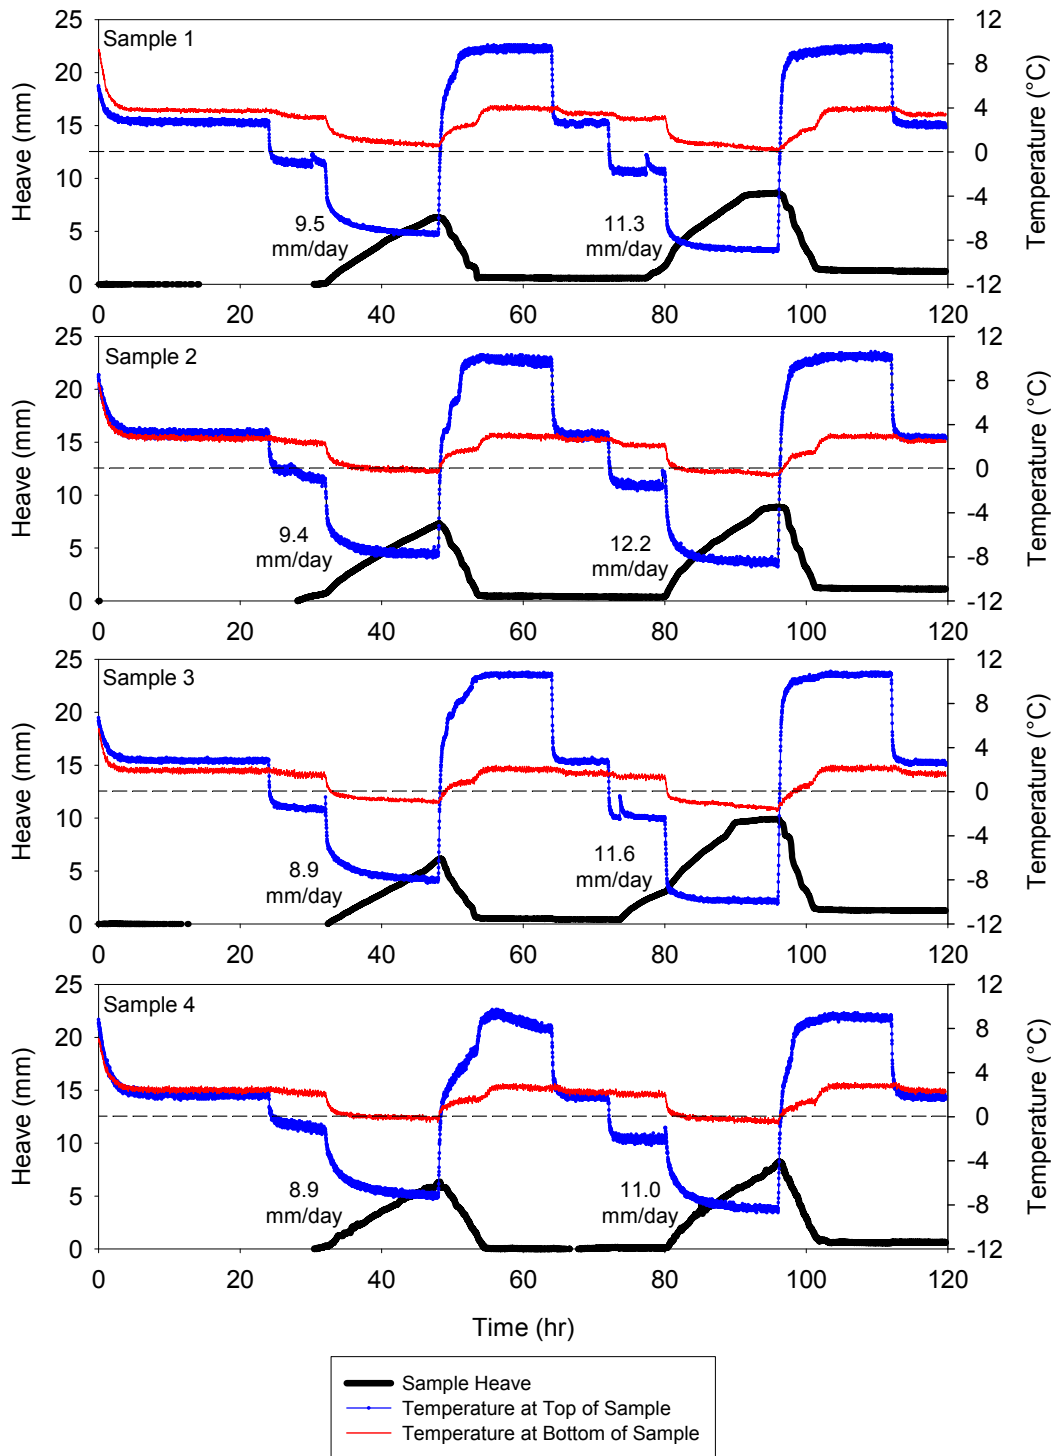 Sample 1
Heave (mm)
25
20
15
10
5
0
12
8
4
0
-4
-8
-12
Temperature (°C)
9.5
mm/day
11.3
mm/day
0 20 40 60 80 100 120
Sample 2
Heave (mm)
25
20
15
10
5
0
12
8
4
0
-4
-8
-12
Temperature (°C)
9.4
mm/day
12.2
mm/day
0 20 40 60 80 100 120
Sample 3
Heave (mm)
25
20
15
10
5
0
12
8
4
0
-4
-8
-12
Temperature (°C)
8.9
mm/day
11.6
mm/day
0 20 40 60 80 100 120
Sample 4
Heave (mm)
25
20
15
10
5
0
12
8
4
0
-4
-8
-12
Temperature (°C)
8.9
mm/day
11.0
mm/day
0 20 40 60 80 100 120
Time (hr)
Sample Heave
Temperature at Top of Sample
Temperature at Bottom of Sample